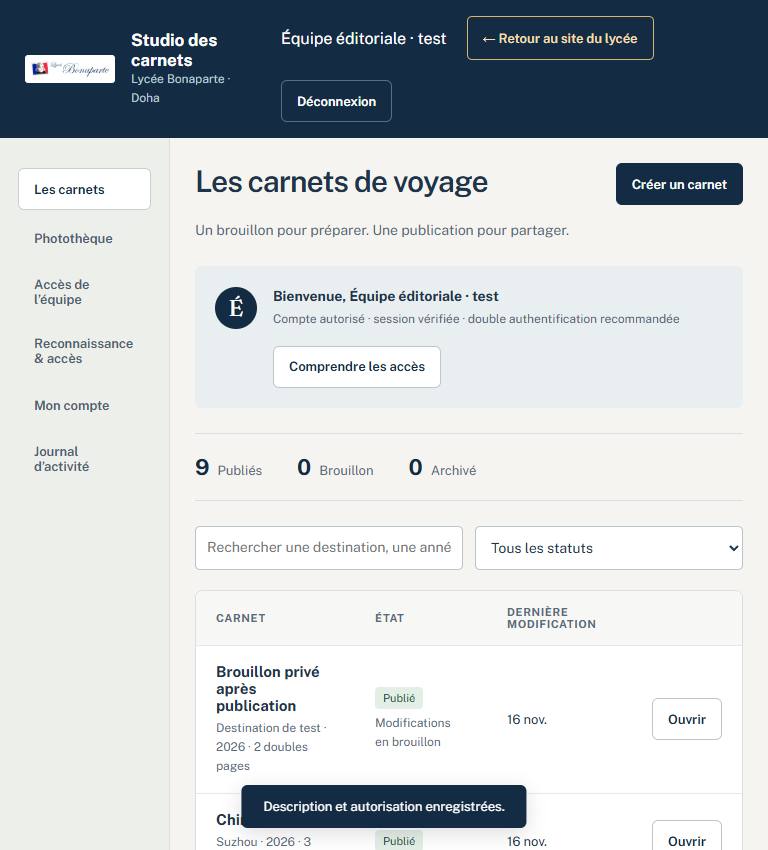 Lycée Bonaparte
Studio des
carnets
Lycée Bonaparte ·
Doha
Équipe éditoriale · test
← Retour au site du lycée
Déconnexion
Les carnets
Photothèque
Accès de
l’équipe
Reconnaissance
& accès
Mon compte
Journal
d’activité
Les carnets de voyage
Créer un carnet
Un brouillon pour préparer. Une publication pour partager.
É
Bienvenue, Équipe éditoriale · test
Compte autorisé · session vérifiée · double authentification recommandée
Comprendre les accès
9 Publiés
0 Brouillon
0 Archivé
Rechercher une destination, une anné
Tous les statuts
CARNET
ÉTAT
DERNIÈRE
MODIFICATION
Brouillon privé
après
publication
Destination de test ·
2026 · 2 doubles
pages
Publié
Modifications
en brouillon
16 nov.
Ouvrir
Description et autorisation enregistrées.
Suzhou · 2026 · 3
Publié
16 nov.
Ouvrir